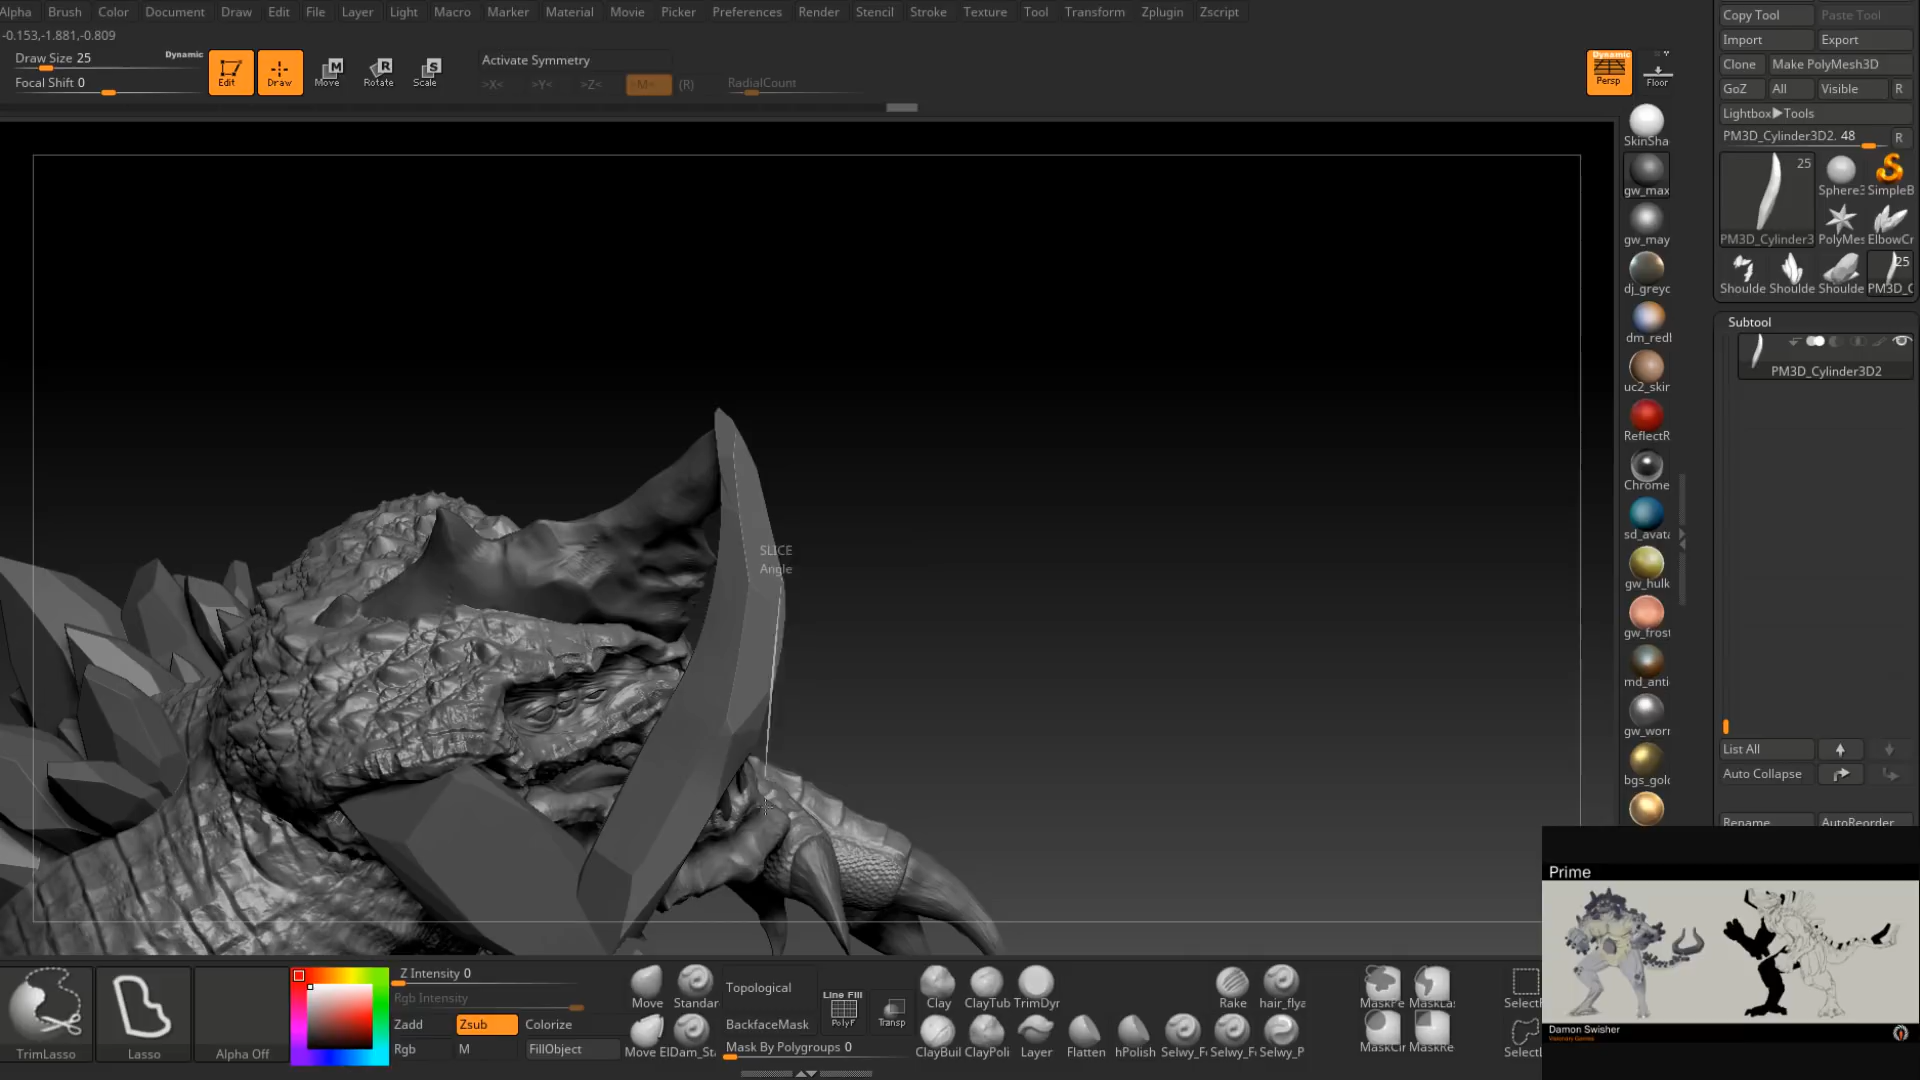 Alpha Brush Color Document Draw Edit File Layer Light Macro Marker Material Movie Picker Preferences Render Stencil Stroke Texture Tool Transform Zplugin Zscript
-0.153,-1.881,-0.809
Draw Size 25
Dynamic
Focal Shift 0
Edit
Draw
Move
Rotate
Scale
Activate Symmetry
>X< >Y< >Z< >M< (R) RadialCount
Dynamic
Persp
Floor
Copy Tool Paste Tool
Import Export
Clone Make PolyMesh3D
GoZ All Visible R
Lightbox▶Tools
PM3D_Cylinder3D2. 48 R
25
PM3D_Cylinder3
Sphere3 SimpleB
PolyMes ElbowCr
25
Shoulde Shoulde Shoulde PM3D_C
Subtool
PM3D_Cylinder3D2
List All
Auto Collapse
Rename AutoReorder
SkinSha
gw_max
gw_may
dj_greyc
dm_redl
uc2_skir
ReflectR
Chrome
sd_avata
gw_hulk
gw_frost
md_anti
gw_worn
bgs_gold
SLICE
Angle
Prime
Damon Swisher
TrimLasso
Lasso
Alpha Off
Z Intensity 0
Rgb Intensity
Zadd Zsub Colorize
Rgb M FillObject
Move Standar
Move ElDam_St
Topological
BackfaceMask
Mask By Polygroups 0
Line Fill
PolyF
Transp
Clay ClayTub TrimDyr
ClayBuil ClayPoli Layer Flatten hPolish Selwy_F Selwy_F Selwy_P
Rake hair_flya
MaskPe MaskLas
MaskCir MaskRe
SelectR
SelectL